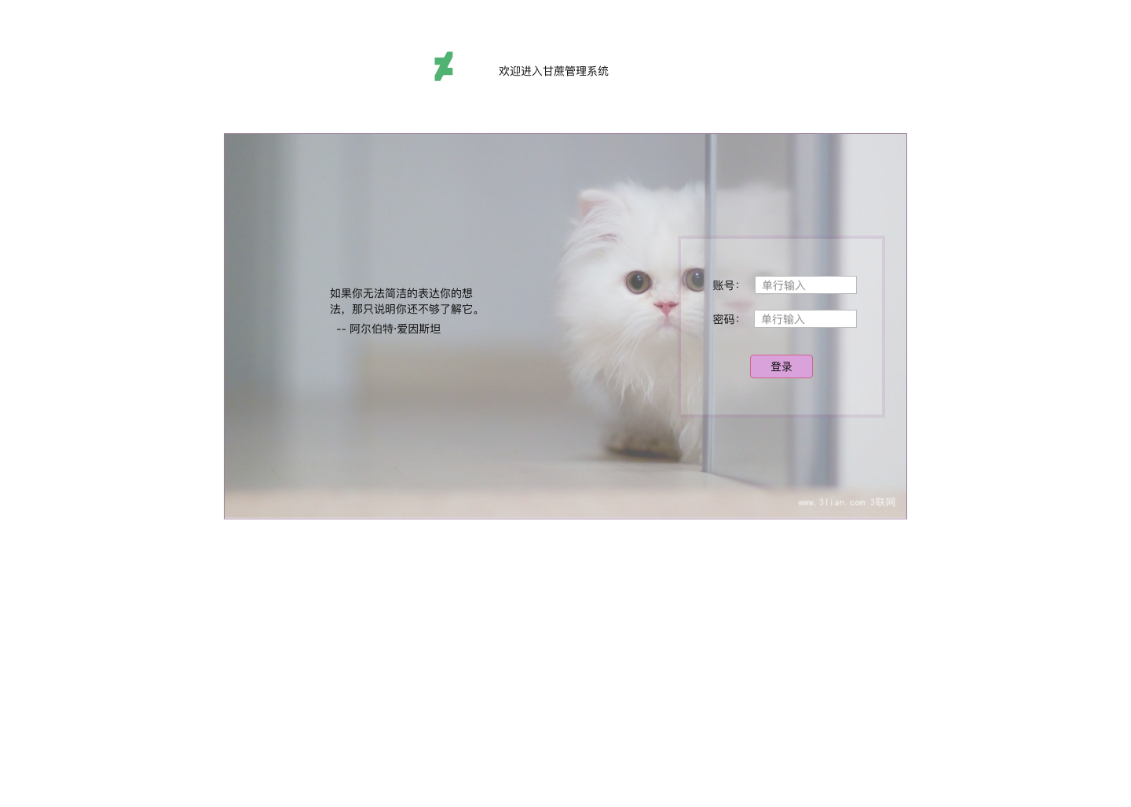 欢迎进入甘蔗管理系统
如果你无法简洁的表达你的想
法，那只说明你还不够了解它。
-- 阿尔伯特·爱因斯坦
账号： 单行输入
密码： 单行输入
登录
www.3lian.com 3联网